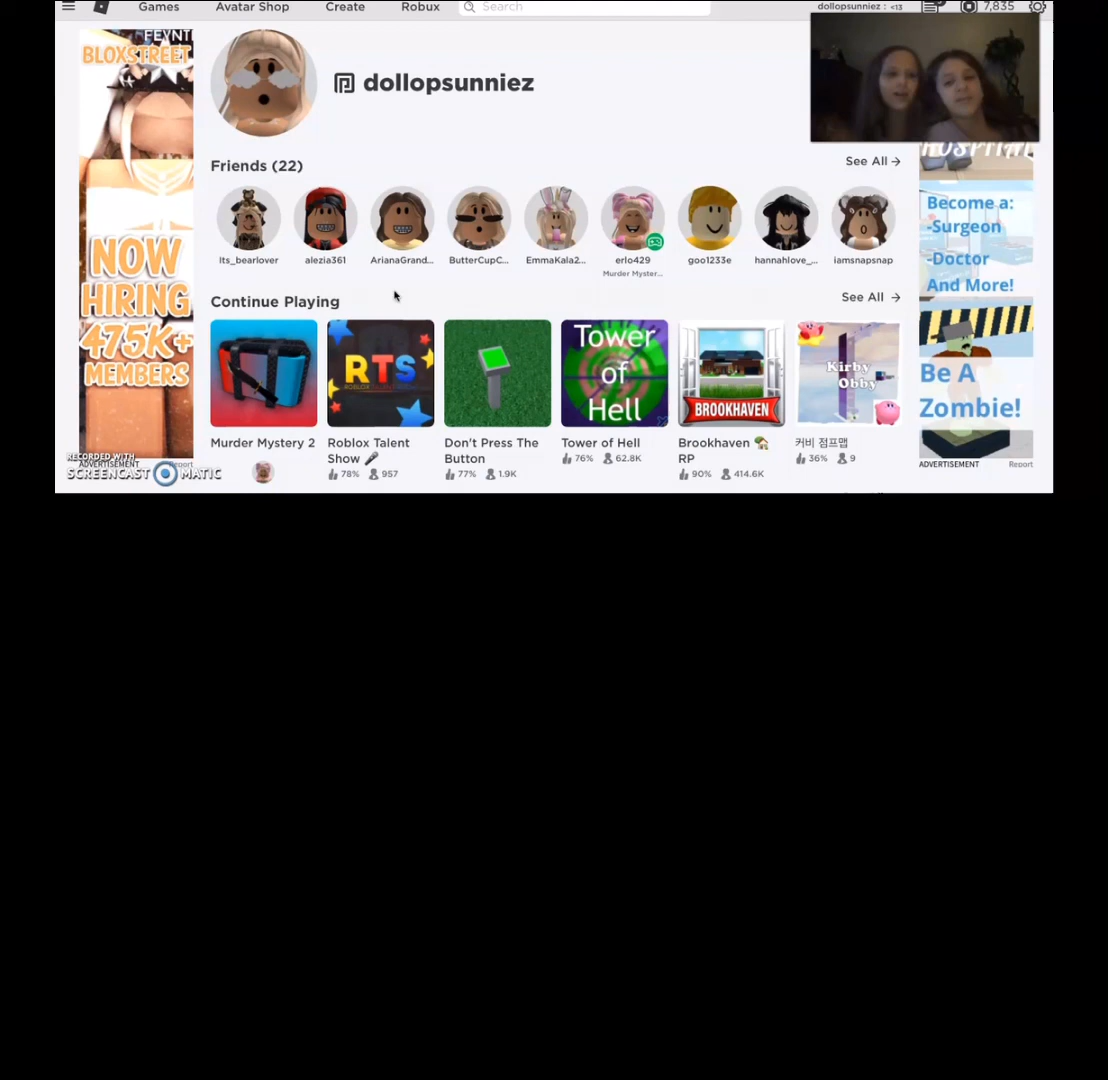 Games Avatar Shop Create Robux Search dollopsunniez : <13 7,835
BLOXSTREET
dollopsunniez
Friends (22)
See All →
Its_bearlover alezia361 ArianaGrand... ButterCupC... EmmaKala2... erlo429 goo1233e hannahlove_... iamsnapsnap
Murder Myster...
Continue Playing
See All →
Tower
of
Hell
RTS
Kirby
Obby
BROOKHAVEN
Murder Mystery 2
Roblox Talent
Show 🎤
78% 957
Don't Press The
Button
77% 1.9K
Tower of Hell
76% 62.8K
Brookhaven 🏡
RP
90% 414.6K
커비 점프맵
36% 9
NOW
HIRING
475K+
MEMBERS
ADVERTISEMENT Report
RECORDED WITH
SCREENCAST MATIC
Become a:
-Surgeon
-Doctor
And More!
Be A
Zombie!
ADVERTISEMENT Report